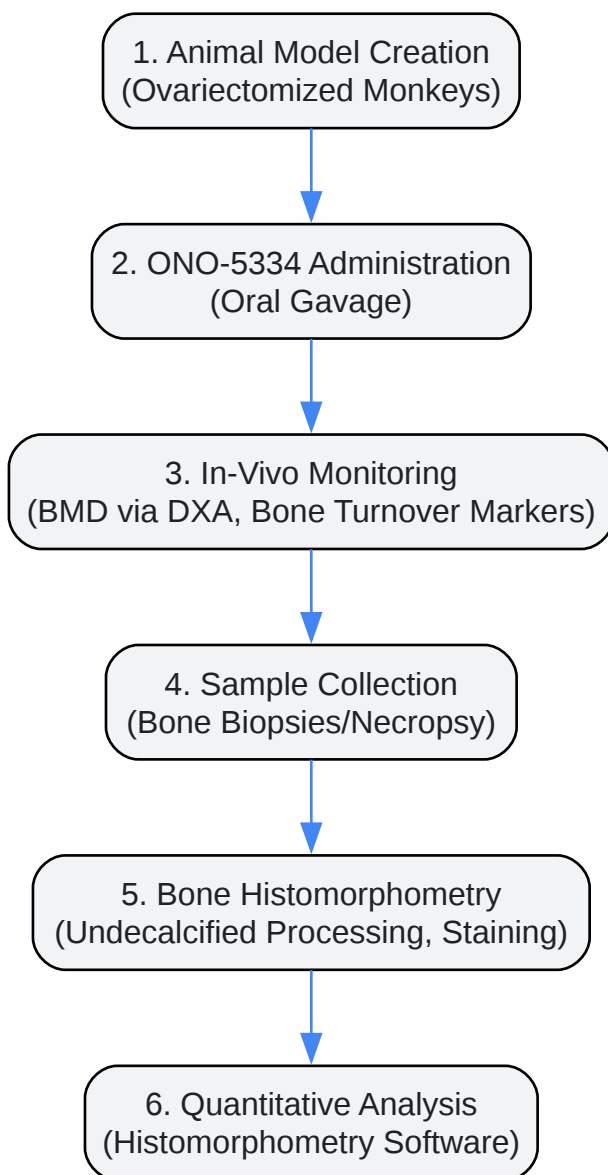 1. Animal Model Creation
(Ovariectomized Monkeys)
2. ONO-5334 Administration
(Oral Gavage)
3. In-Vivo Monitoring
(BMD via DXA, Bone Turnover Markers)
4. Sample Collection
(Bone Biopsies/Necropsy)
5. Bone Histomorphometry
(Undecalcified Processing, Staining)
6. Quantitative Analysis
(Histomorphometry Software)